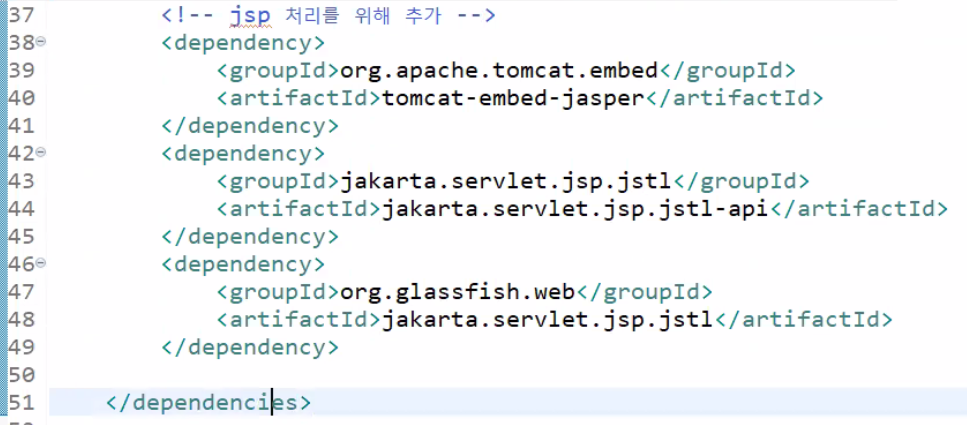 37 <!-- jsp 처리를 위해 추가 -->
38 <dependency>
39 <groupId>org.apache.tomcat.embed</groupId>
40 <artifactId>tomcat-embed-jasper</artifactId>
41 </dependency>
42 <dependency>
43 <groupId>jakarta.servlet.jsp.jstl</groupId>
44 <artifactId>jakarta.servlet.jsp.jstl-api</artifactId>
45 </dependency>
46 <dependency>
47 <groupId>org.glassfish.web</groupId>
48 <artifactId>jakarta.servlet.jsp.jstl</artifactId>
49 </dependency>
50
51 </dependencies>